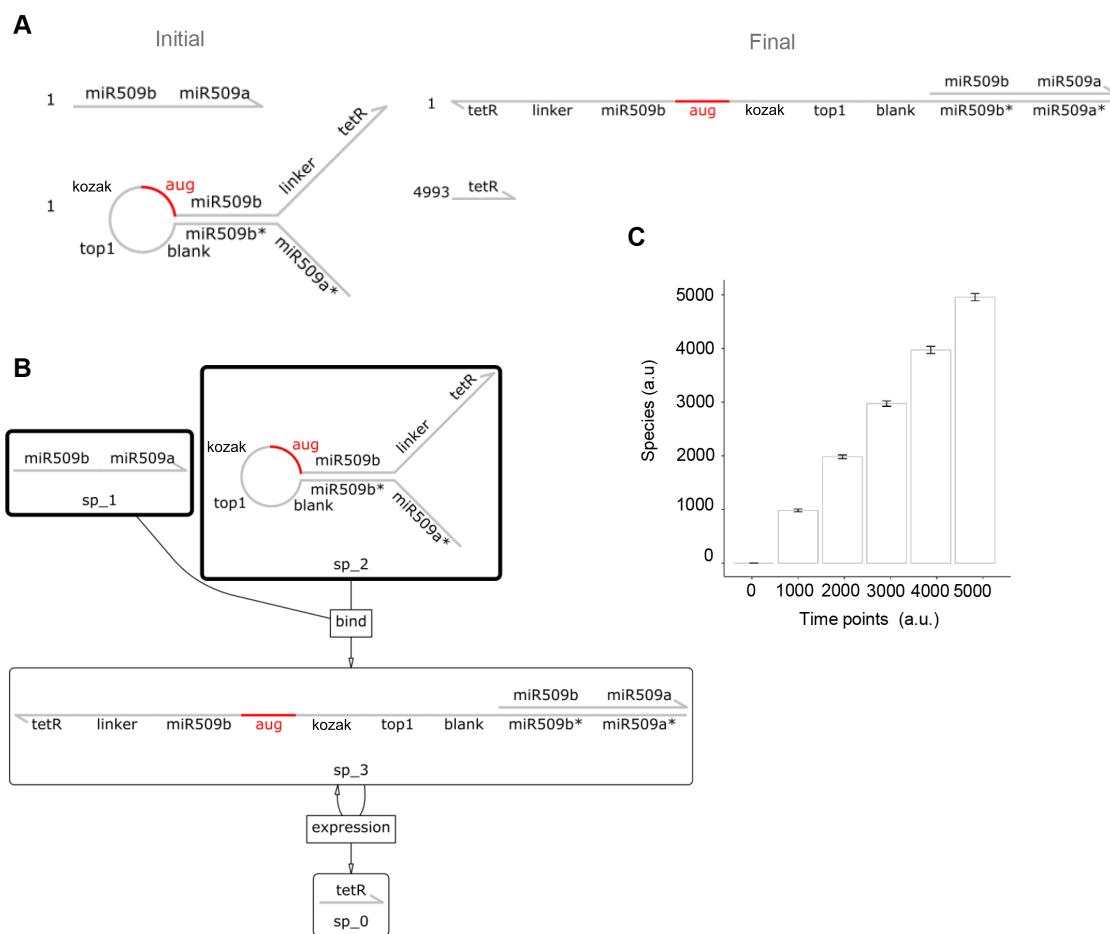 A
Initial
Final
1
miR509b miR509a
1
kozak
aug
top1
blank
miR509b
miR509b*
miR509a*
linker
tetR
miR509b miR509a
1
tetR linker miR509b aug kozak top1 blank miR509b* miR509a*
4993
tetR
B
miR509b miR509a
sp_1
kozak
aug
top1
blank
miR509b
miR509b*
miR509a*
linker
tetR
sp_2
bind
miR509b miR509a
tetR linker miR509b aug kozak top1 blank miR509b* miR509a*
sp_3
expression
tetR
sp_0
C
Species (a.u)
5000
4000
3000
2000
1000
0
0 1000 2000 3000 4000 5000
Time points (a.u.)